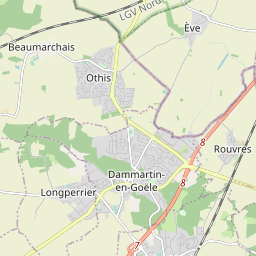 LGV Nord
Ève
Beaumarchais
Othis
8
Rouvres
Dammartin-
en-Goële
8
Longperrier
7